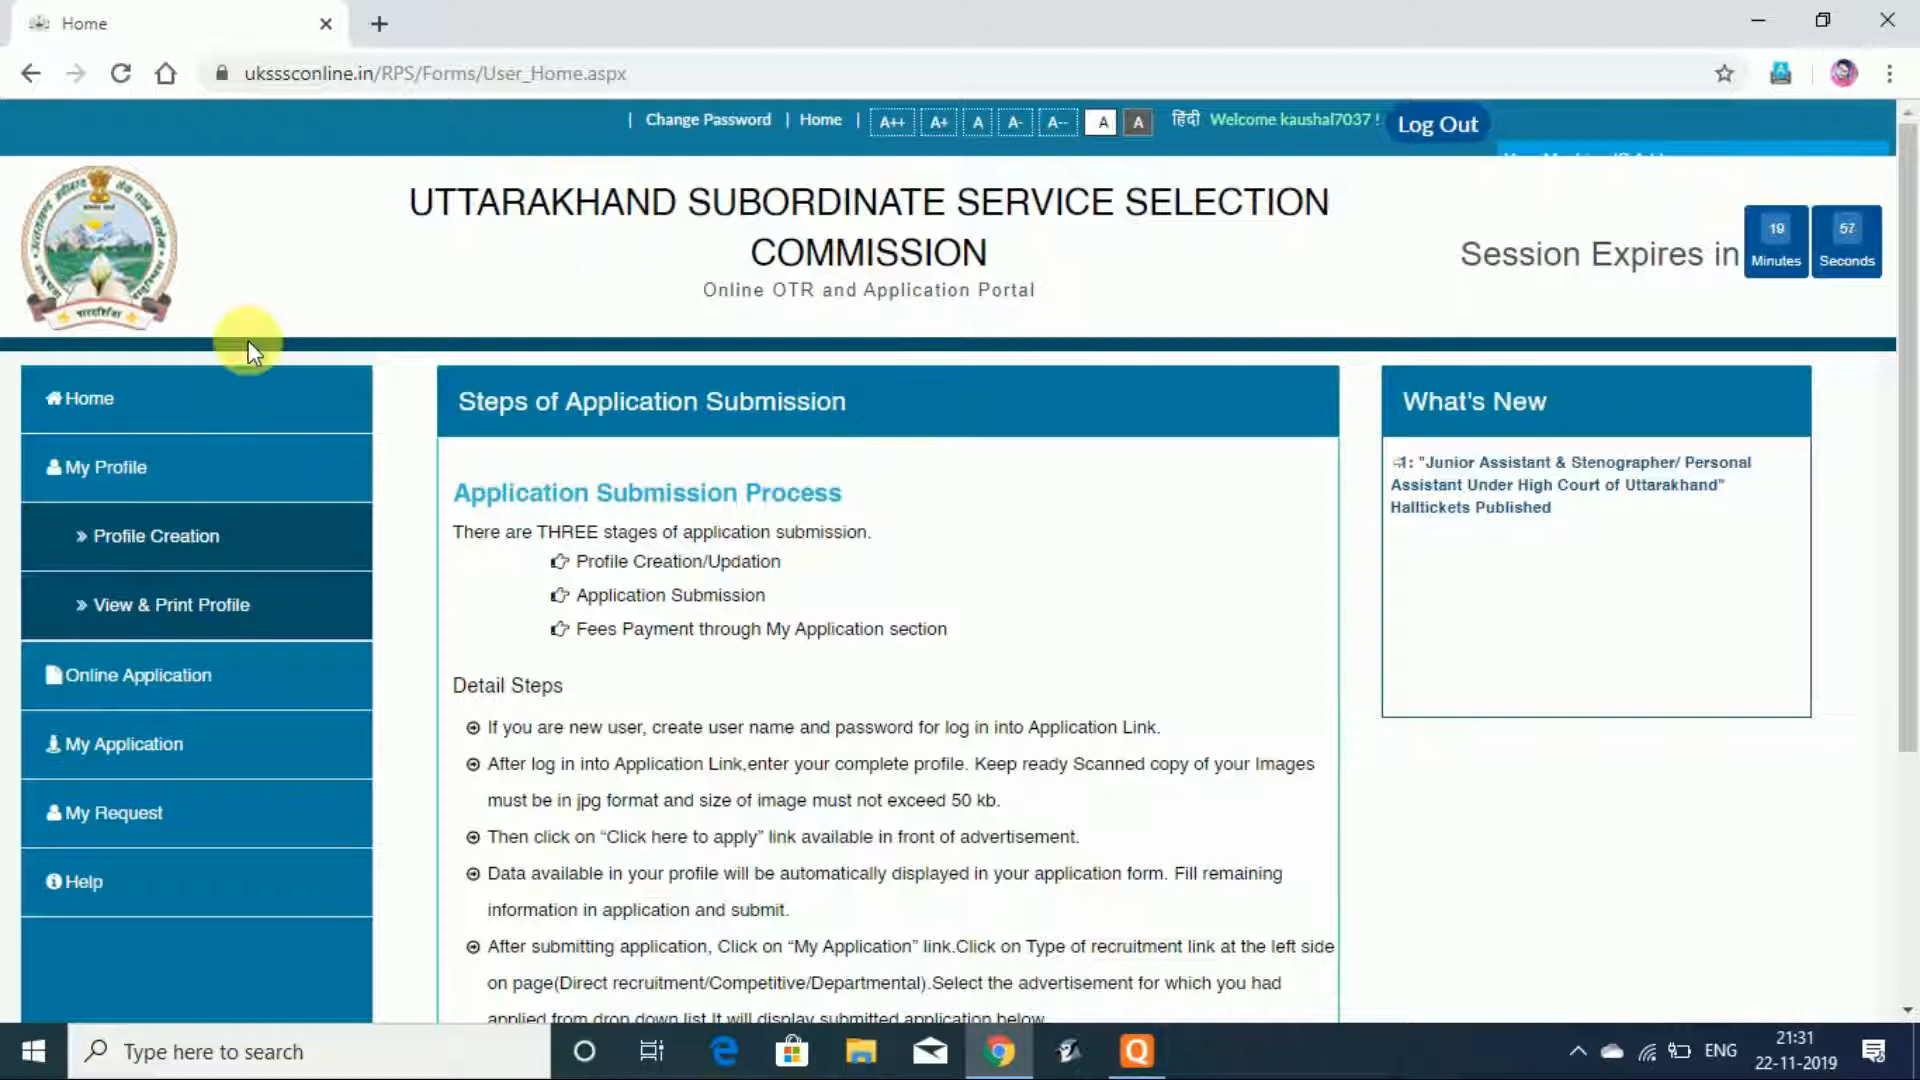 Home
uksssconline.in/RPS/Forms/User_Home.aspx
| Change Password | Home | A++ A+ A A- A-- A A हिंदी Welcome kaushal7037 ! Log Out
UTTARAKHAND SUBORDINATE SERVICE SELECTION
COMMISSION
Online OTR and Application Portal
Session Expires in
19
Minutes
57
Seconds
Home
My Profile
» Profile Creation
» View & Print Profile
Online Application
My Application
My Request
Help
Steps of Application Submission
Application Submission Process
There are THREE stages of application submission.
Profile Creation/Updation
Application Submission
Fees Payment through My Application section
Detail Steps
If you are new user, create user name and password for log in into Application Link.
After log in into Application Link,enter your complete profile. Keep ready Scanned copy of your Images
must be in jpg format and size of image must not exceed 50 kb.
Then click on “Click here to apply” link available in front of advertisement.
Data available in your profile will be automatically displayed in your application form. Fill remaining
information in application and submit.
After submitting application, Click on “My Application” link.Click on Type of recruitment link at the left side
on page(Direct recruitment/Competitive/Departmental).Select the advertisement for which you had
applied from drop down list.It will display submitted application below.
What's New
1: "Junior Assistant & Stenographer/ Personal
Assistant Under High Court of Uttarakhand"
Halltickets Published
Type here to search
ENG
21:31
22-11-2019